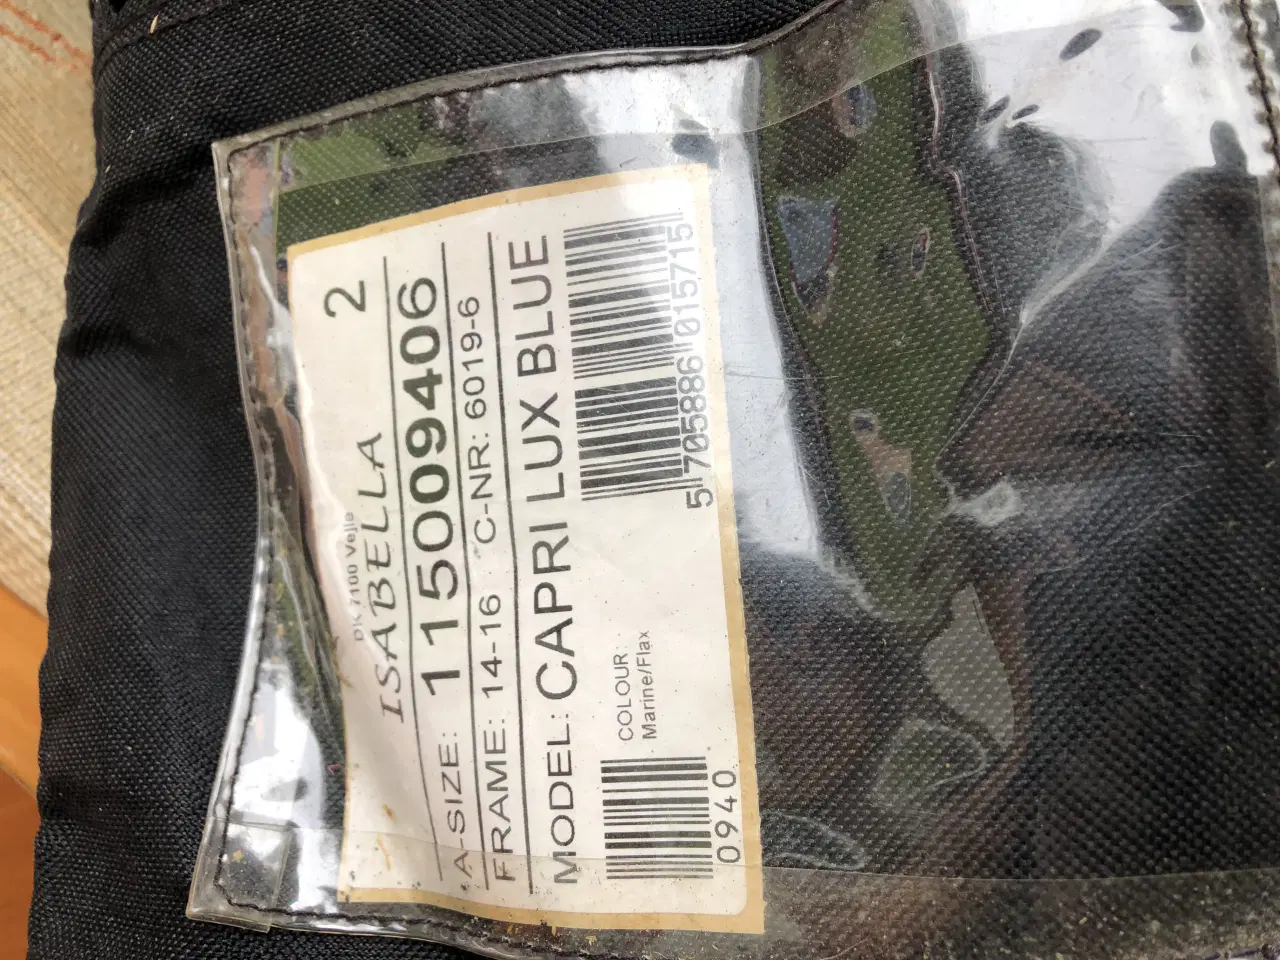 DK 7100 Vejle
ISABELLA 2
A-SIZE: 115009406
FRAME: 14-16 C-NR: 6019-6
MODEL: CAPRI LUX BLUE
COLOUR:
Marine/Flax
5 705886 015715
0940